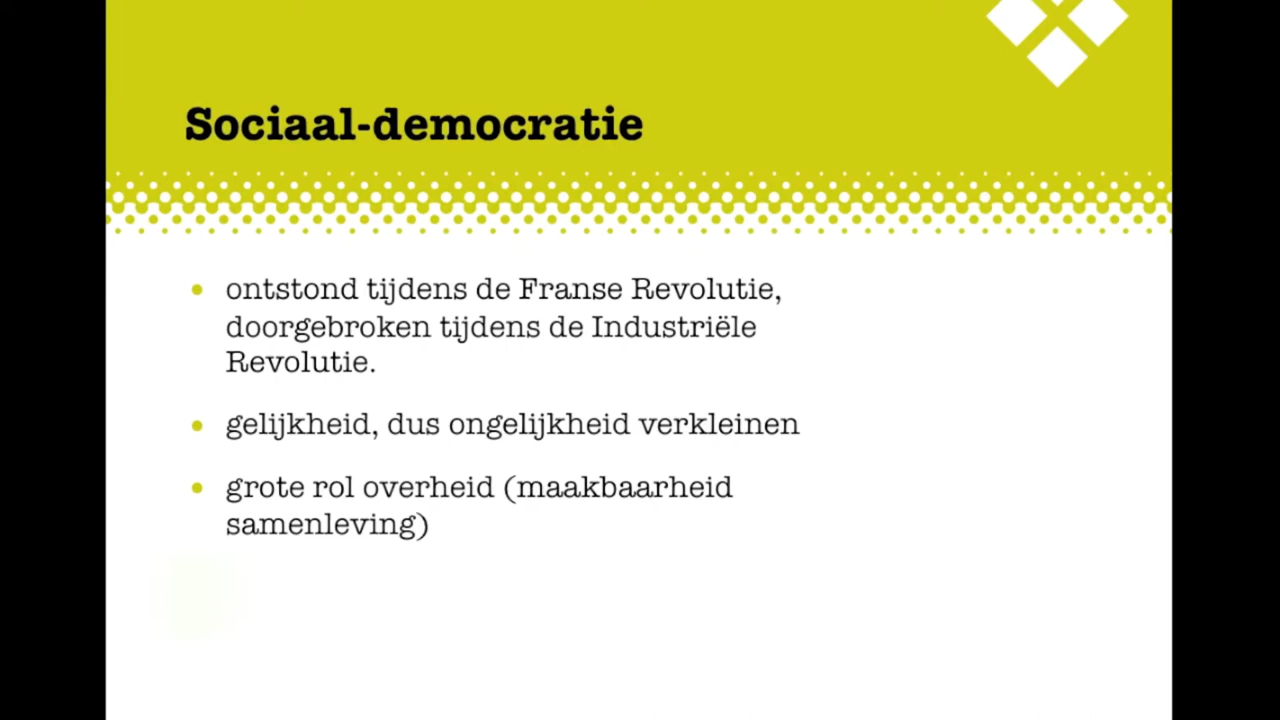 Sociaal-democratie
ontstond tijdens de Franse Revolutie,
doorgebroken tijdens de Industriële
Revolutie.
gelijkheid, dus ongelijkheid verkleinen
grote rol overheid (maakbaarheid
samenleving)